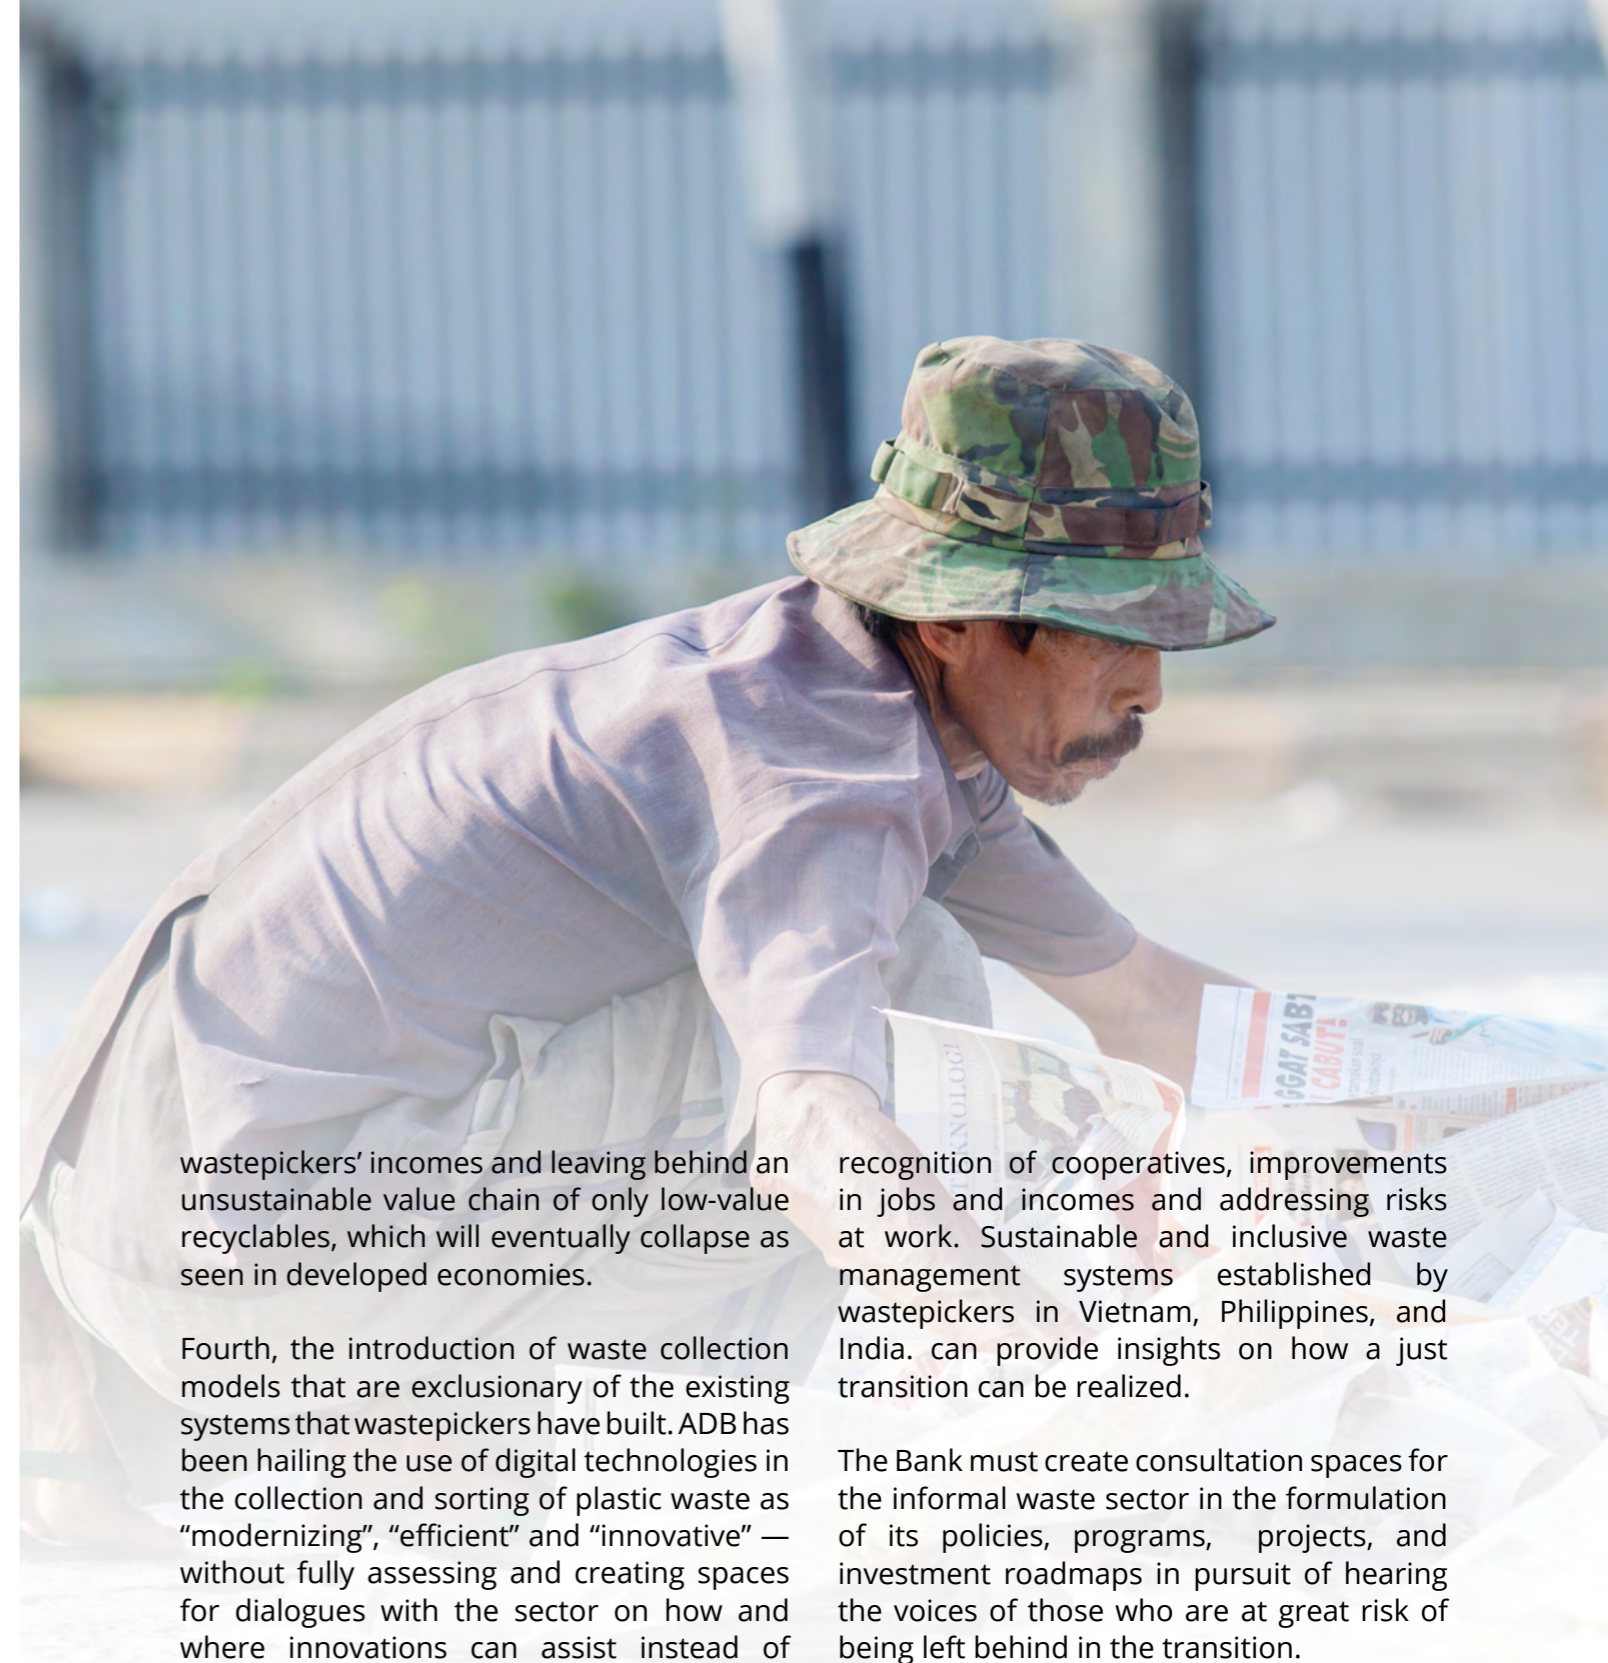 GGAT SABT
I CABUT!
TEKNOLOGI
wastepickers’ incomes and leaving behind an
unsustainable value chain of only low-value
recyclables, which will eventually collapse as
seen in developed economies.
Fourth, the introduction of waste collection
models that are exclusionary of the existing
systems that wastepickers have built. ADB has
been hailing the use of digital technologies in
the collection and sorting of plastic waste as
“modernizing”, “efficient” and “innovative” —
without fully assessing and creating spaces
for dialogues with the sector on how and
where innovations can assist instead of
recognition of cooperatives, improvements
in jobs and incomes and addressing risks
at work. Sustainable and inclusive waste
management systems established by
wastepickers in Vietnam, Philippines, and
India. can provide insights on how a just
transition can be realized.
The Bank must create consultation spaces for
the informal waste sector in the formulation
of its policies, programs, projects, and
investment roadmaps in pursuit of hearing
the voices of those who are at great risk of
being left behind in the transition.